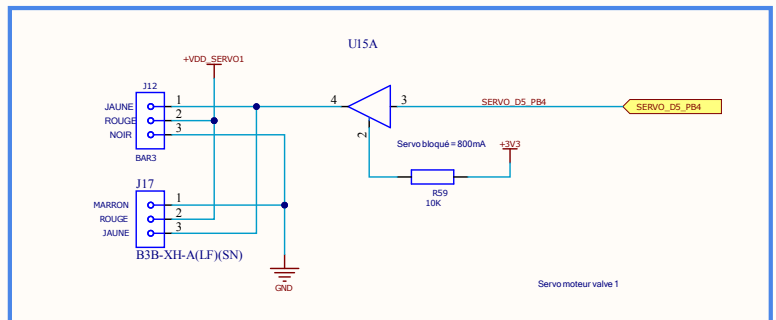 U15A
+VDD_SERVO1
J12
JAUNE 1
ROUGE 2
NOIR 3
BAR3
4
3
2
SERVO_D5_PB4
SERVO_D5_PB4
Servo bloqué = 800mA
+3V3
R59
10K
J17
MARRON 1
ROUGE 2
JAUNE 3
B3B-XH-A(LF)(SN)
GND
Servo moteur valve 1